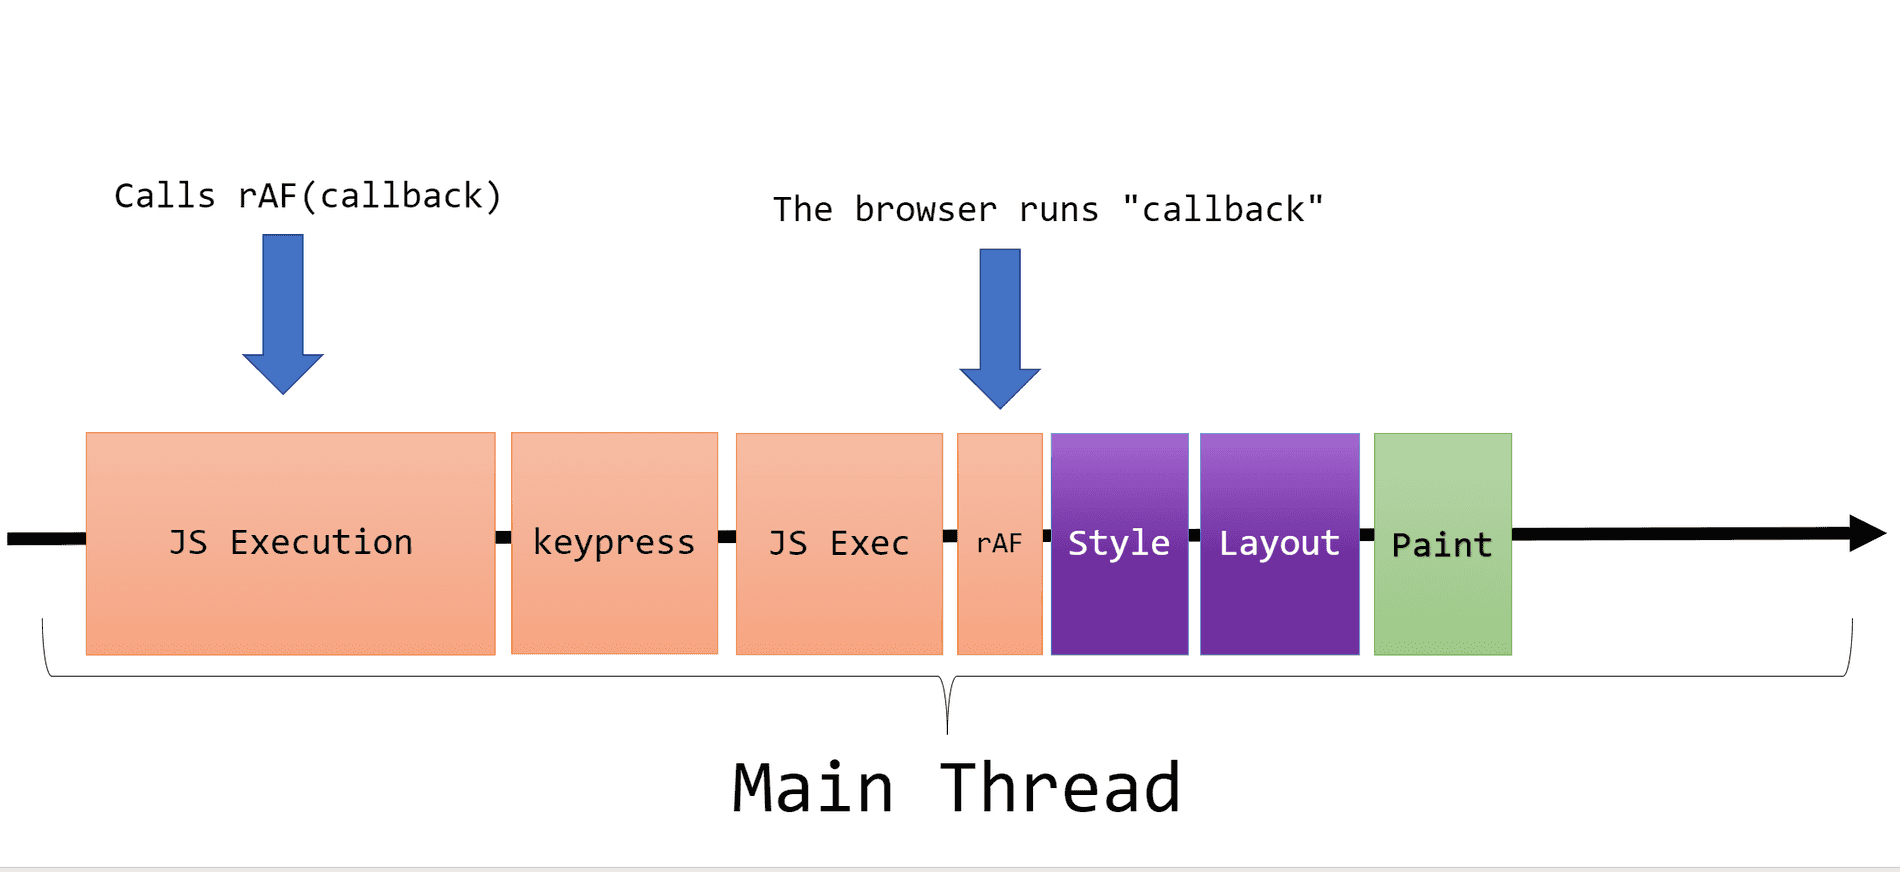 Calls rAF(callback)
The browser runs "callback"
JS Execution
keypress
JS Exec
rAF
Style
Layout
Paint
Main Thread